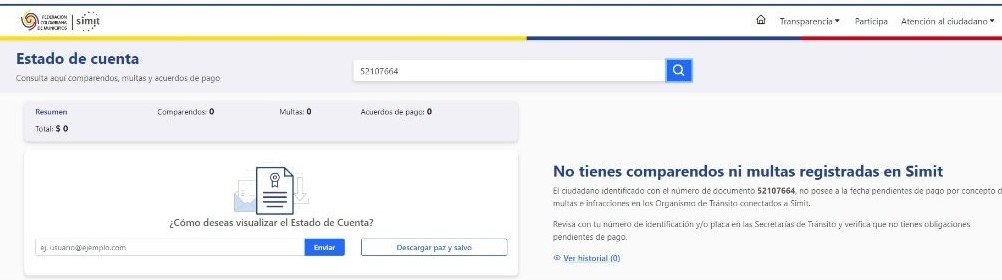 FEDERACIÓN
COLOMBIANA
DE MUNICIPIOS
simit
Transparencia Participa Atención al ciudadano
Estado de cuenta
Consulta aquí comparendos, multas y acuerdos de pago
52107664
Resumen Comparendos: 0 Multas: 0 Acuerdos de pago: 0
Total: $ 0
¿Cómo deseas visualizar el Estado de Cuenta?
ej. usuario@ejemplo.com Enviar Descargar paz y salvo
No tienes comparendos ni multas registradas en Simit
El ciudadano identificado con el número de documento 52107664, no posee a la fecha pendientes de pago por concepto d
multas e infracciones en los Organismo de Tránsito conectados a Simit.
Revisa con tu número de identificación y/o placa en las Secretarías de Tránsito y verifica que no tienes obligaciones
pendientes de pago.
Ver historial (0)